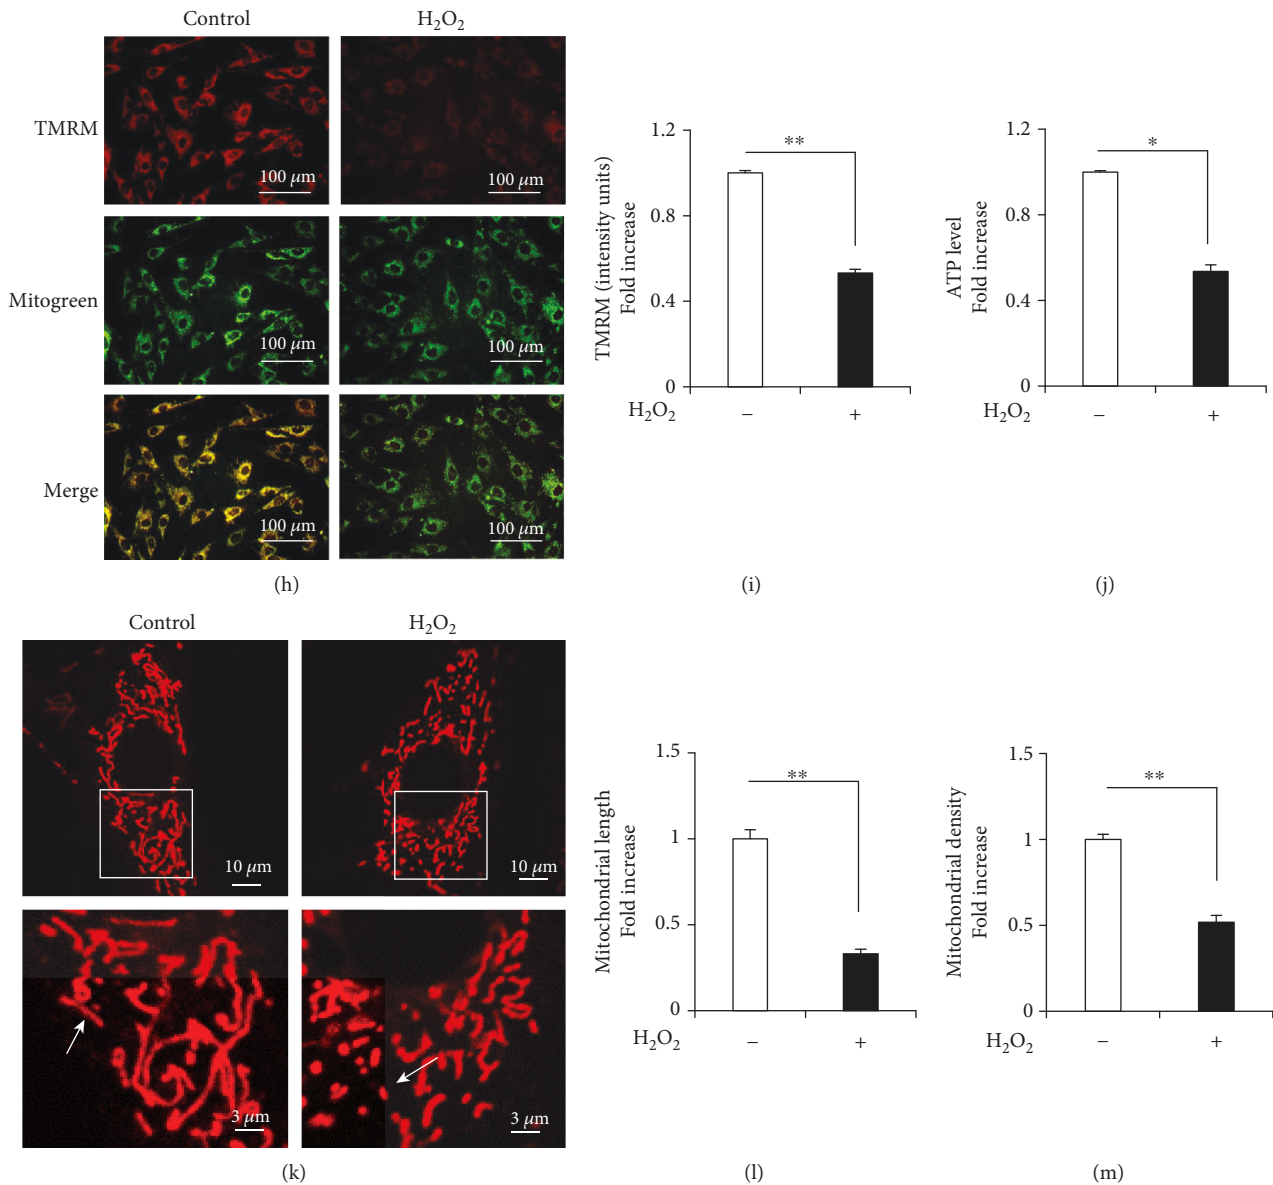 Control
H₂O₂
TMRM
100 μm
100 μm
Mitogreen
100 μm
100 μm
Merge
100 μm
100 μm
(h)
TMRM (intensity units)
Fold increase
1.2
0.8
0.4
0
**
H₂O₂
−
+
(i)
ATP level
Fold increase
1.2
0.8
0.4
0
*
H₂O₂
−
+
(j)
Control
H₂O₂
10 μm
10 μm
3 μm
3 μm
(k)
Mitochondrial length
Fold increase
1.5
1
0.5
0
**
H₂O₂
−
+
(l)
Mitochondrial density
Fold increase
1.5
1
0.5
0
**
H₂O₂
−
+
(m)